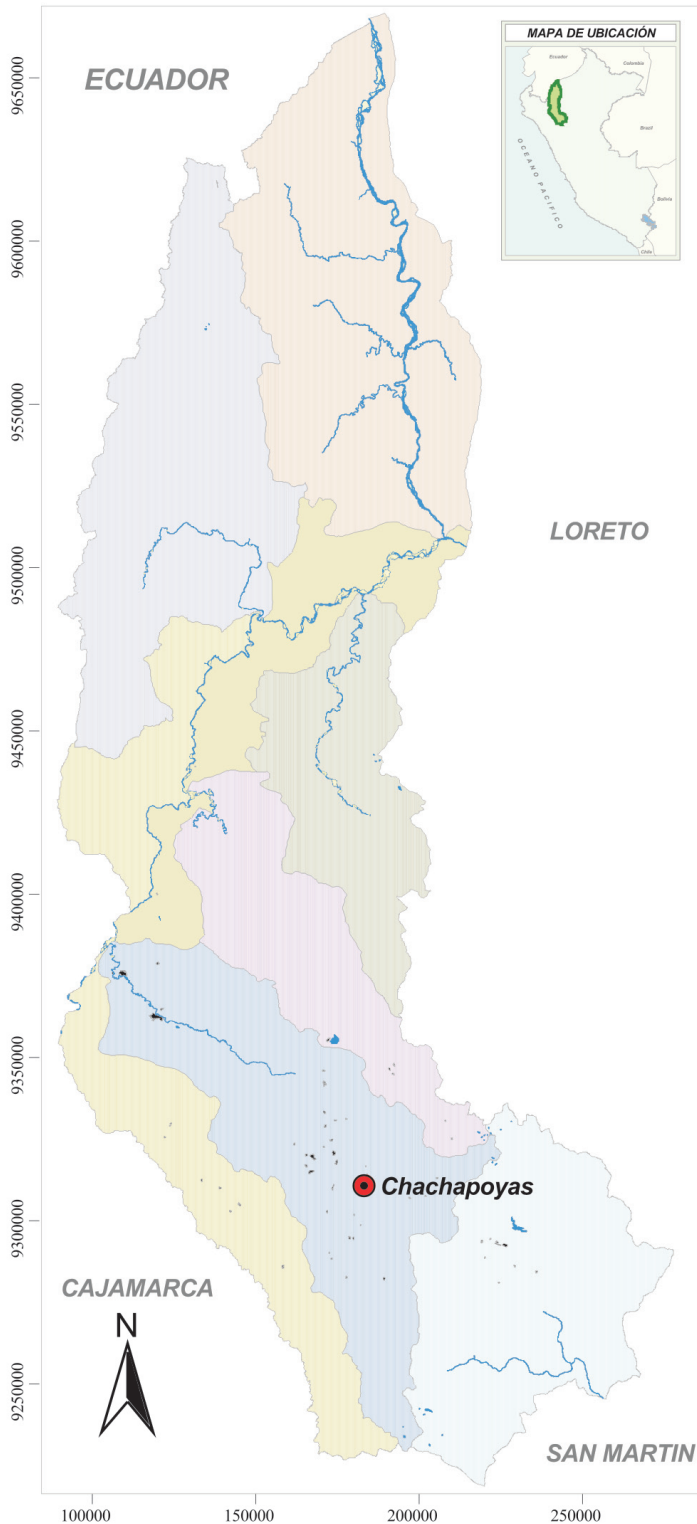 MAPA DE UBICACIÓN
Ecuador
Colombia
Brazil
Bolivia
Chile
OCEANO PACIFICO
ECUADOR
LORETO
Chachapoyas
CAJAMARCA
N
SAN MARTIN
9650000
9600000
9550000
9500000
9450000
9400000
9350000
9300000
9250000
100000
150000
200000
250000